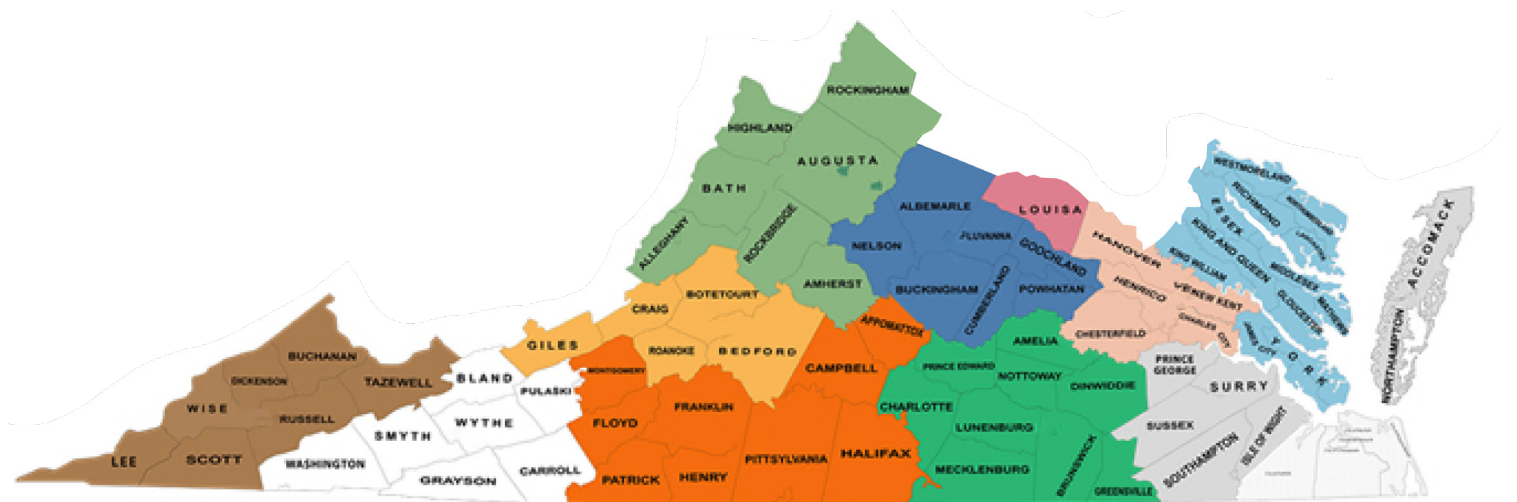 ROCKINGHAM
HIGHLAND
AUGUSTA
BATH
ALLEGHANY
ROCKBRIDGE
AMHERST
ALBEMARLE
NELSON
FLUVANNA
GOOCHLAND
BUCKINGHAM
CUMBERLAND
POWHATAN
LOUISA
HANOVER
HENRICO
NEW KENT
CHARLES CITY
CHESTERFIELD
WESTMORELAND
RICHMOND
NORTHUMBERLAND
LANCASTER
ESSEX
KING AND QUEEN
KING WILLIAM
MIDDLESEX
MATHEWS
GLOUCESTER
JAMES CITY
YORK
ACCOMACK
NORTHAMPTON
CRAIG
BOTETOURT
GILES
ROANOKE
BEDFORD
APPOMATTOX
CAMPBELL
MONTGOMERY
FLOYD
FRANKLIN
PATRICK
HENRY
PITTSYLVANIA
HALIFAX
AMELIA
PRINCE EDWARD
NOTTOWAY
DINWIDDIE
CHARLOTTE
LUNENBURG
MECKLENBURG
BRUNSWICK
GREENSVILLE
PRINCE
GEORGE
SURRY
SUSSEX
SOUTHAMPTON
ISLE OF WIGHT
BUCHANAN
DICKENSON
TAZEWELL
WISE
RUSSELL
LEE
SCOTT
BLAND
PULASKI
WYTHE
SMYTH
WASHINGTON
GRAYSON
CARROLL